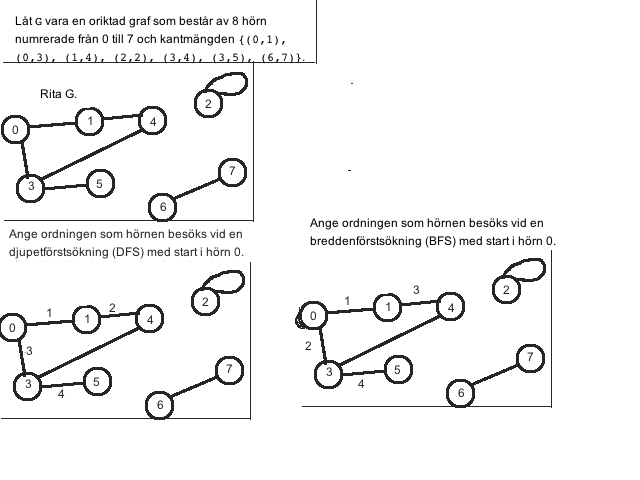 Låt G vara en oriktad graf som består av 8 hörn
numrerade från 0 till 7 och kantmängden {(0,1),
(0,3), (1,4), (2,2), (3,4), (3,5), (6,7)}.
Rita G.
2
0 1 4
7
3 5
6
Ange ordningen som hörnen besöks vid en
djupetförstsökning (DFS) med start i hörn 0.
2
1 2
0 1 4
3
7
3 5
4
6
Ange ordningen som hörnen besöks vid en
breddenförstsökning (BFS) med start i hörn 0.
2
1 3
0 1 4
2
7
3 5
4
6